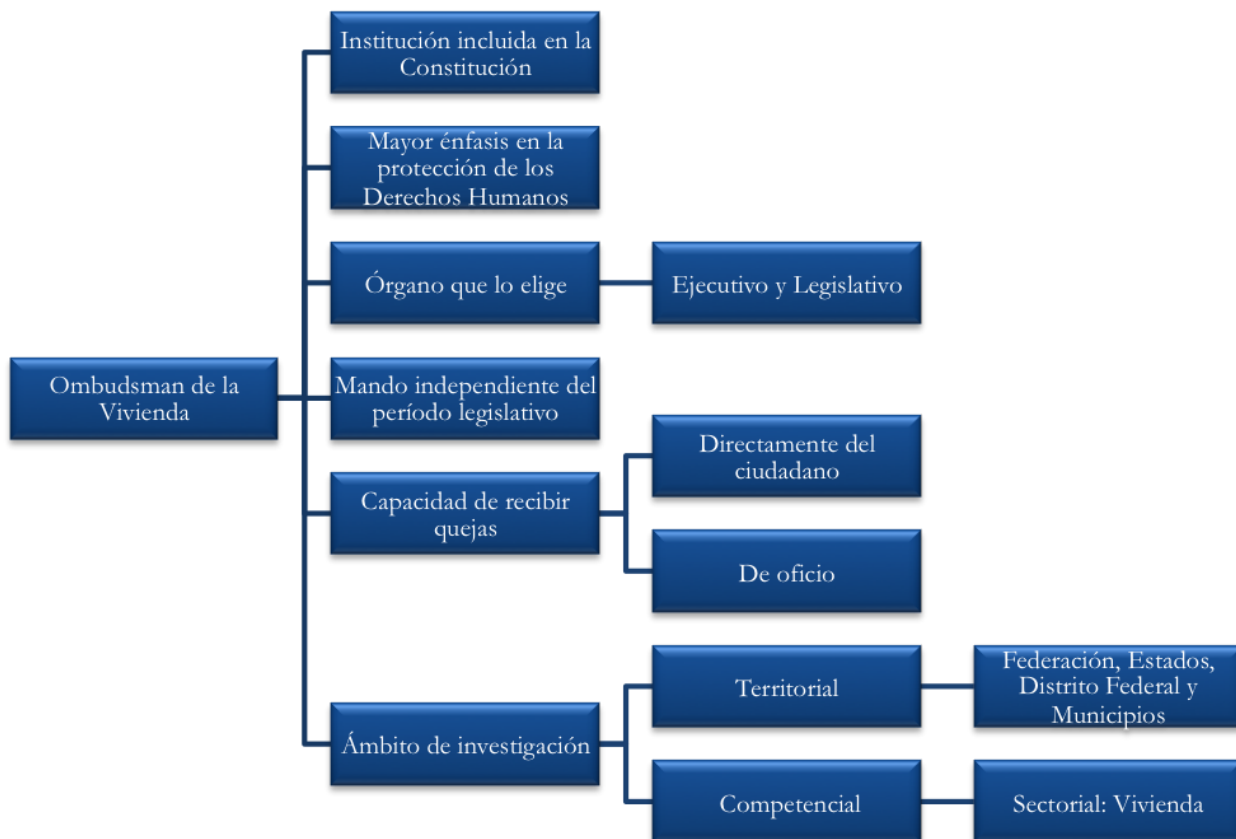 Ombudsman de la
Vivienda
Institución incluida en la
Constitución
Mayor énfasis en la
protección de los
Derechos Humanos
Órgano que lo elige
Ejecutivo y Legislativo
Mando independiente del
período legislativo
Capacidad de recibir
quejas
Directamente del
ciudadano
De oficio
Ámbito de investigación
Territorial
Federación, Estados,
Distrito Federal y
Municipios
Competencial
Sectorial: Vivienda